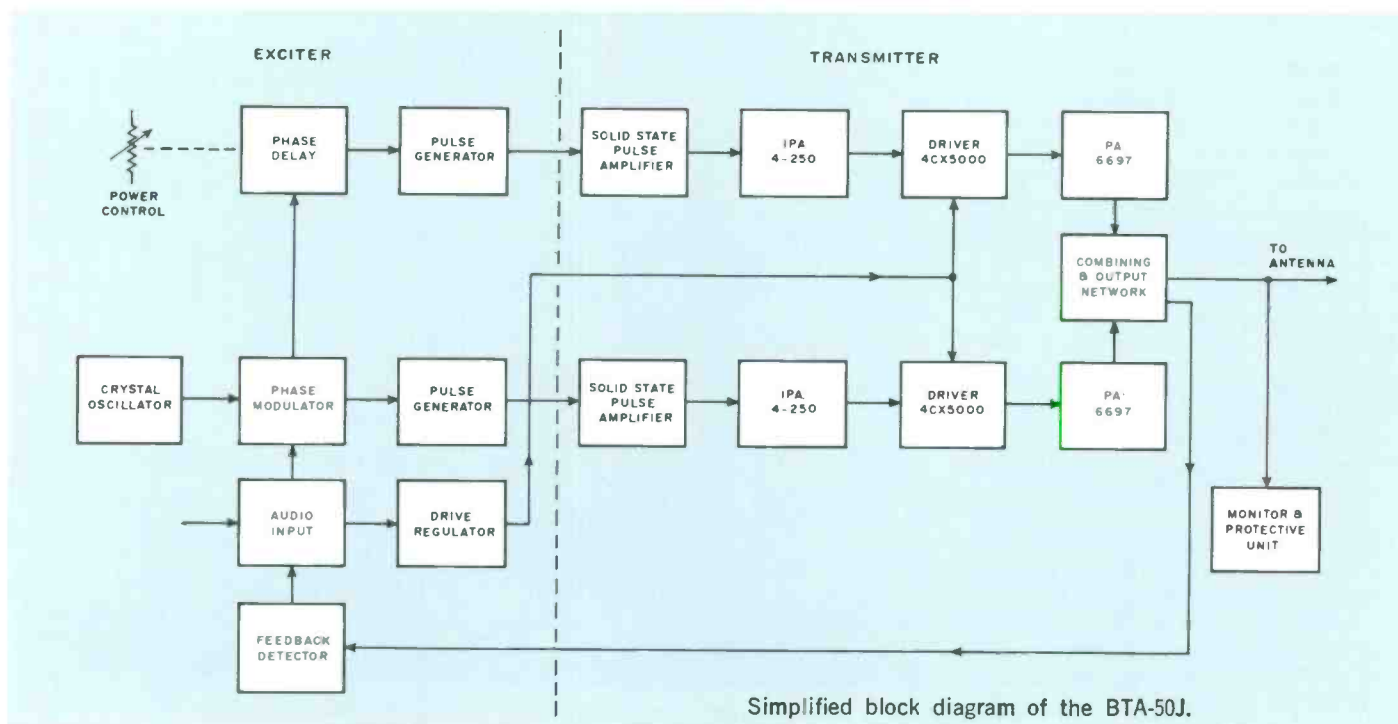 EXCITER
TRANSMITTER
POWER
CONTROL
PHASE
DELAY
PULSE
GENERATOR
SOLID STATE
PULSE
AMPLIFIER
IPA
4-250
DRIVER
4CX5000
PA
6697
COMBINING
& OUTPUT
NETWORK
TO
ANTENNA
CRYSTAL
OSCILLATOR
PHASE
MODULATOR
PULSE
GENERATOR
SOLID STATE
PULSE
AMPLIFIER
IPA
4-250
DRIVER
4CX5000
PA
6697
AUDIO
INPUT
DRIVE
REGULATOR
MONITOR &
PROTECTIVE
UNIT
FEEDBACK
DETECTOR
Simplified block diagram of the BTA-50J.